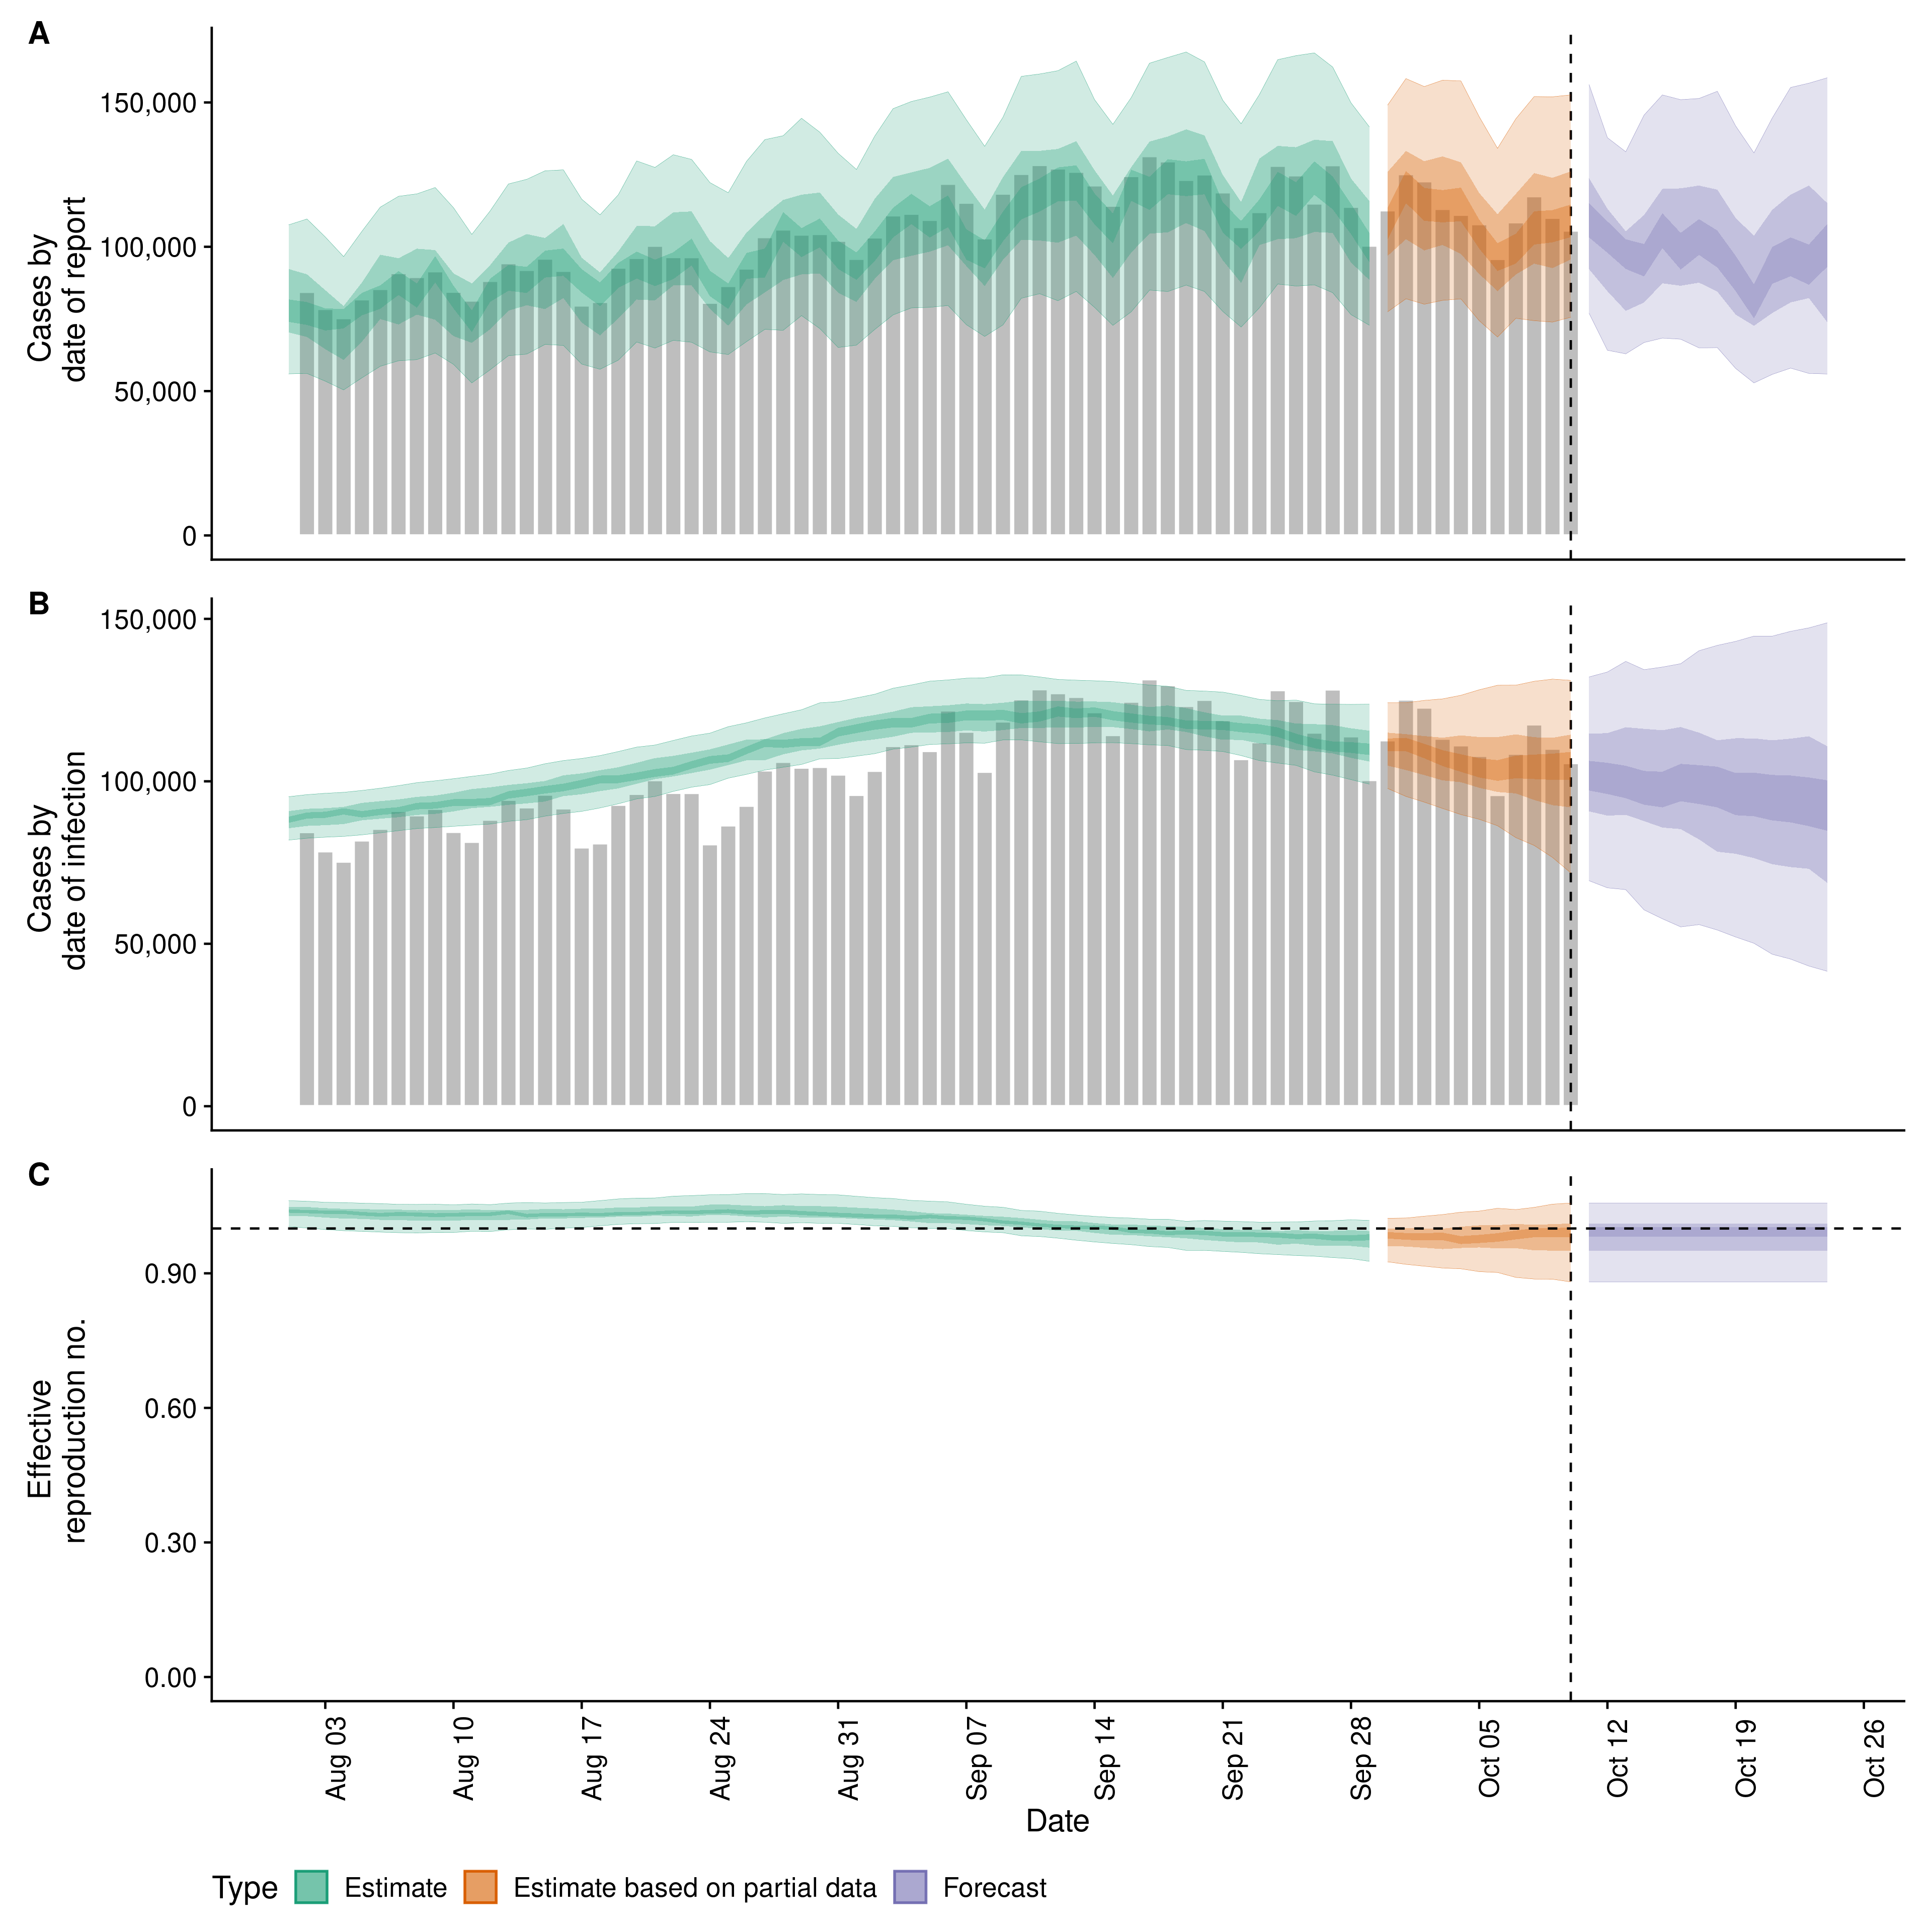 A
Cases by
date of report
150,000
100,000
50,000
0
B
Cases by
date of infection
150,000
100,000
50,000
0
C
Effective
reproduction no.
0.90
0.60
0.30
0.00
Aug 03
Aug 10
Aug 17
Aug 24
Aug 31
Sep 07
Sep 14
Sep 21
Sep 28
Oct 05
Oct 12
Oct 19
Oct 26
Date
Type Estimate Estimate based on partial data Forecast